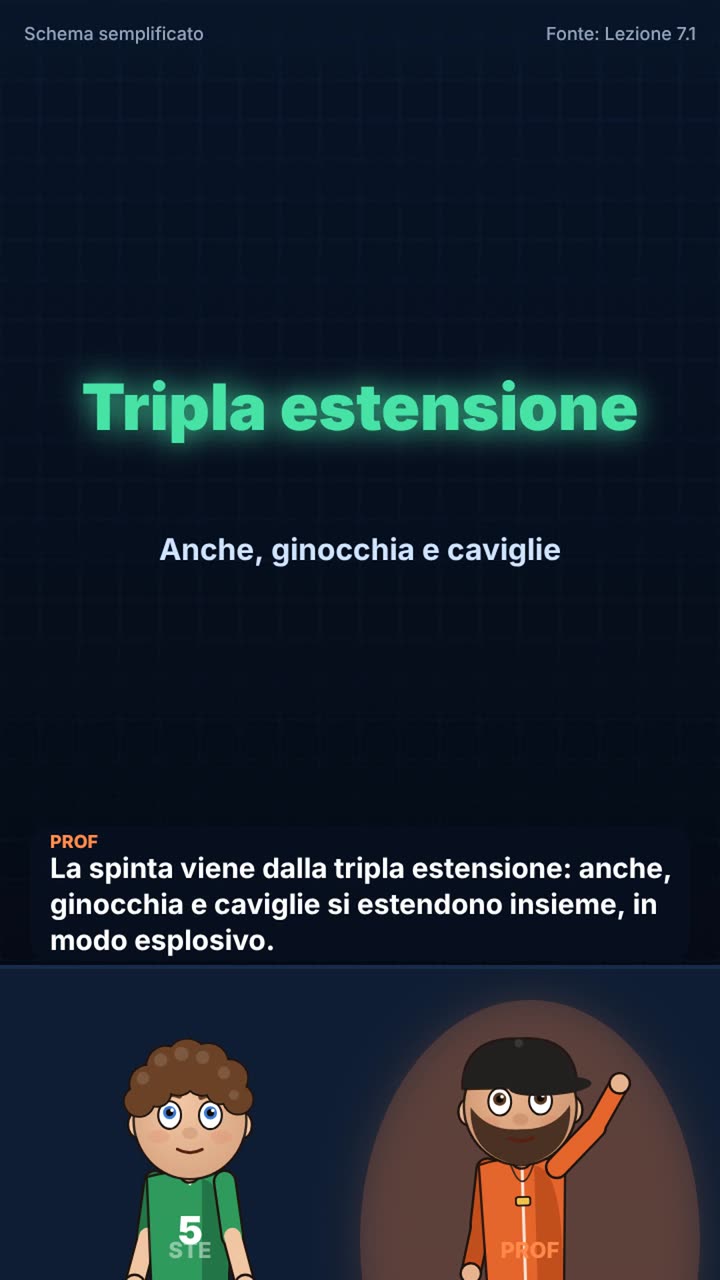 Schema semplificato
Fonte: Lezione 7.1
Tripla estensione
Anche, ginocchia e caviglie
PROF
La spinta viene dalla tripla estensione: anche,
ginocchia e caviglie si estendono insieme, in
modo esplosivo.
5
STE
PROF